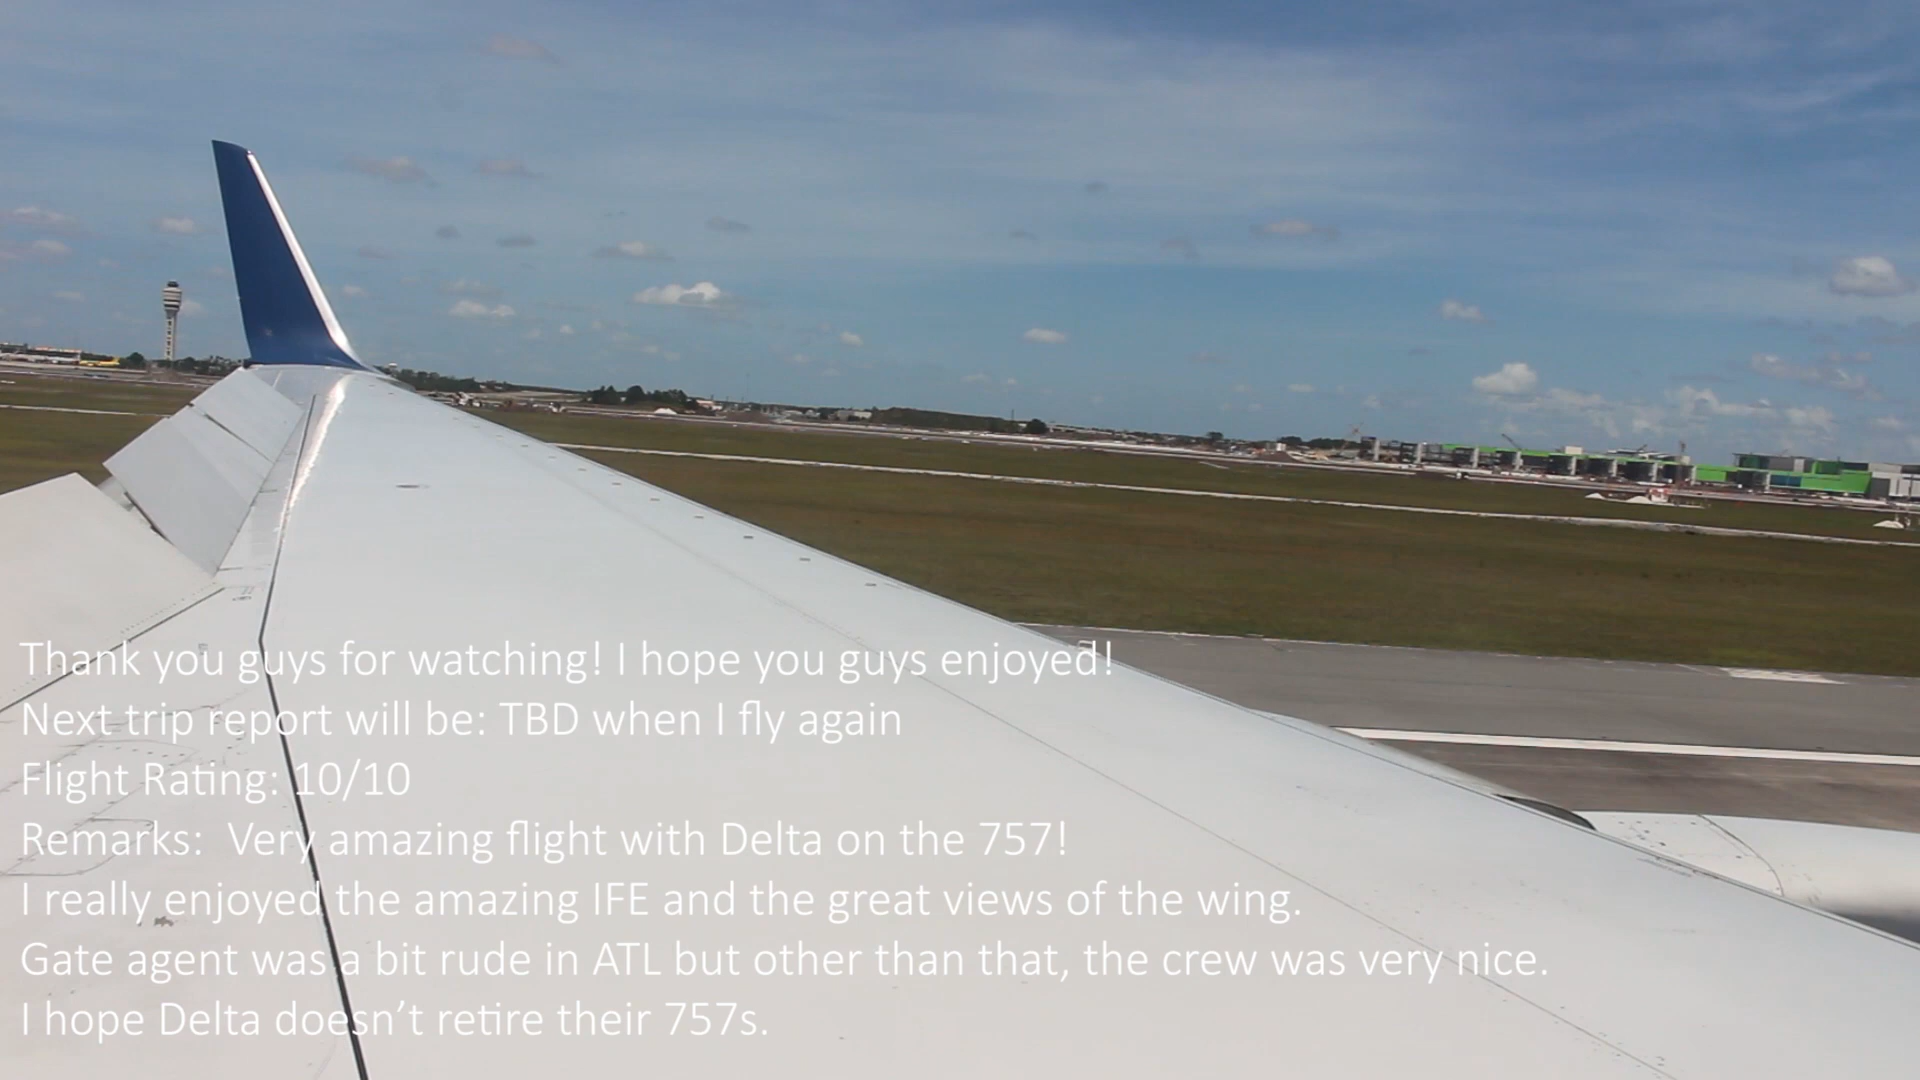 Thank you guys for watching! I hope you guys enjoyed!
Next trip report will be: TBD when I fly again
Flight Rating: 10/10
Remarks:  Very amazing flight with Delta on the 757!
I really enjoyed the amazing IFE and the great views of the wing.
Gate agent was a bit rude in ATL but other than that, the crew was very nice.
I hope Delta doesn’t retire their 757s.